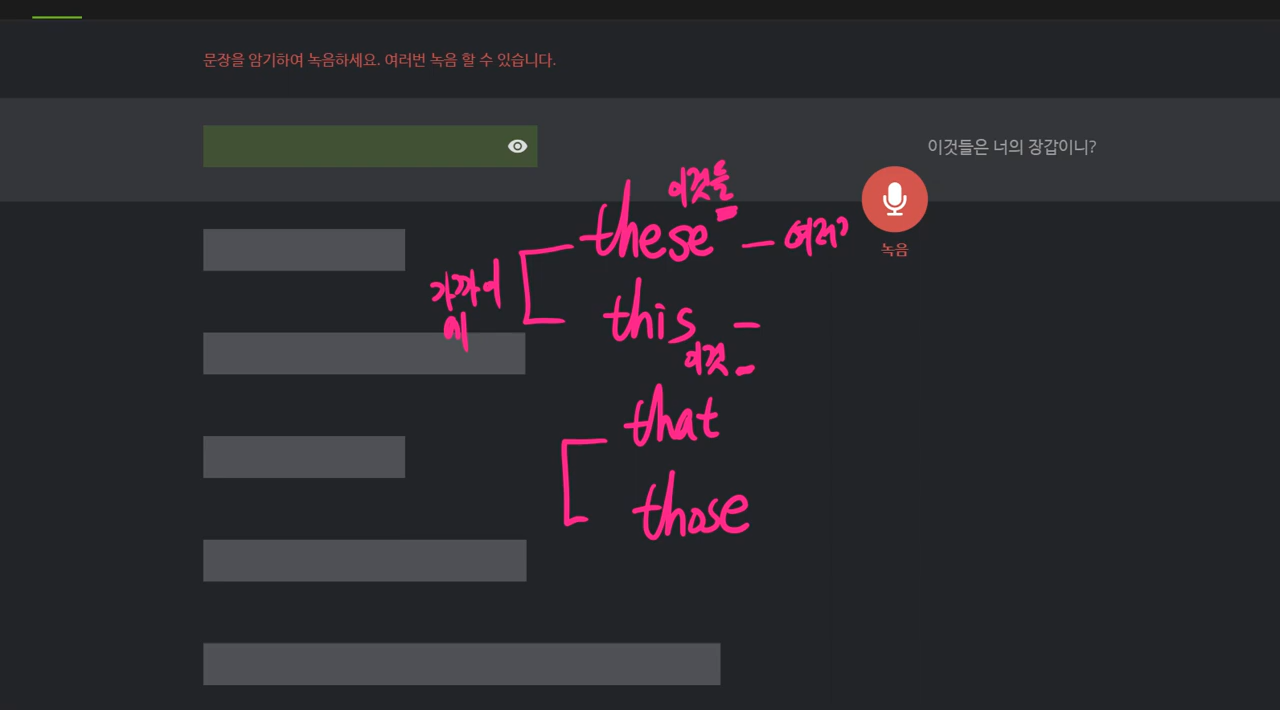 문장을 암기하여 녹음하세요. 여러번 녹음 할 수 있습니다.
이것들은 너의 장갑이니?
녹음
이것들
these - 여러
가까이
this -
이것
that
those